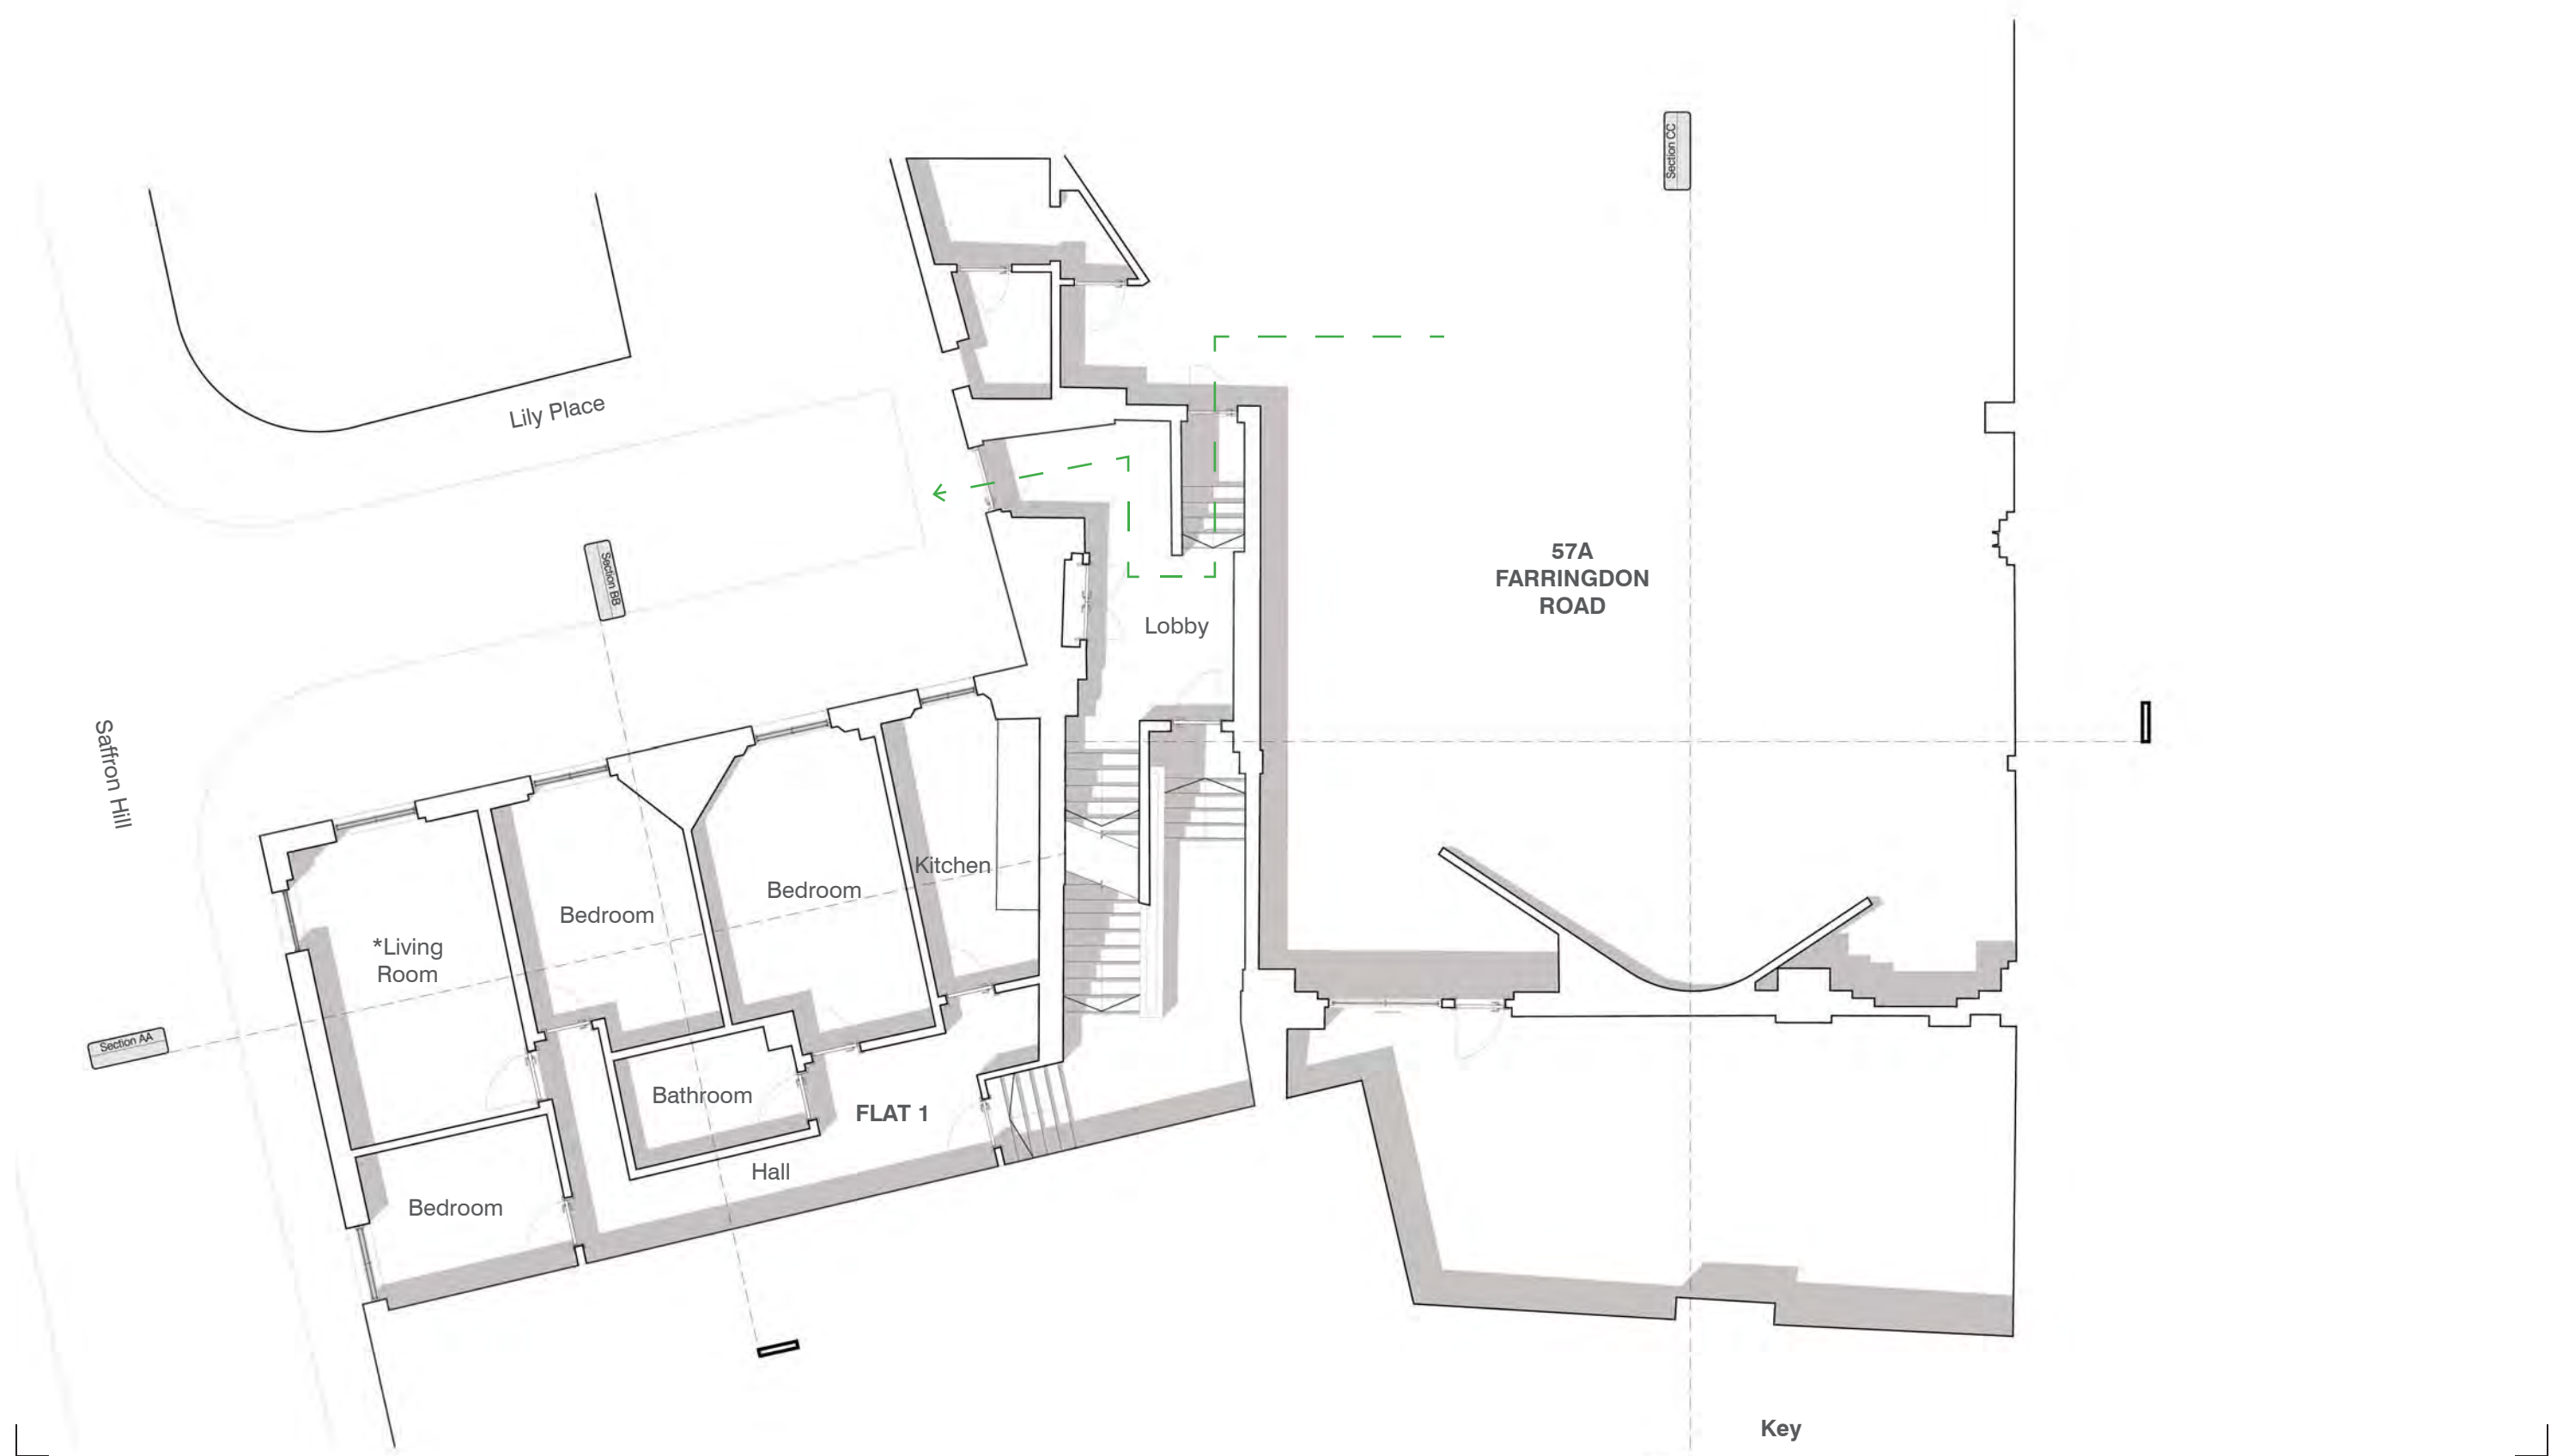 Section CC
Lily Place
57A
FARRINGDON
ROAD
Section BB
Lobby
Saffron Hill
Kitchen
Bedroom
Bedroom
*Living
Room
Section AA
Bathroom
FLAT 1
Hall
Bedroom
Key